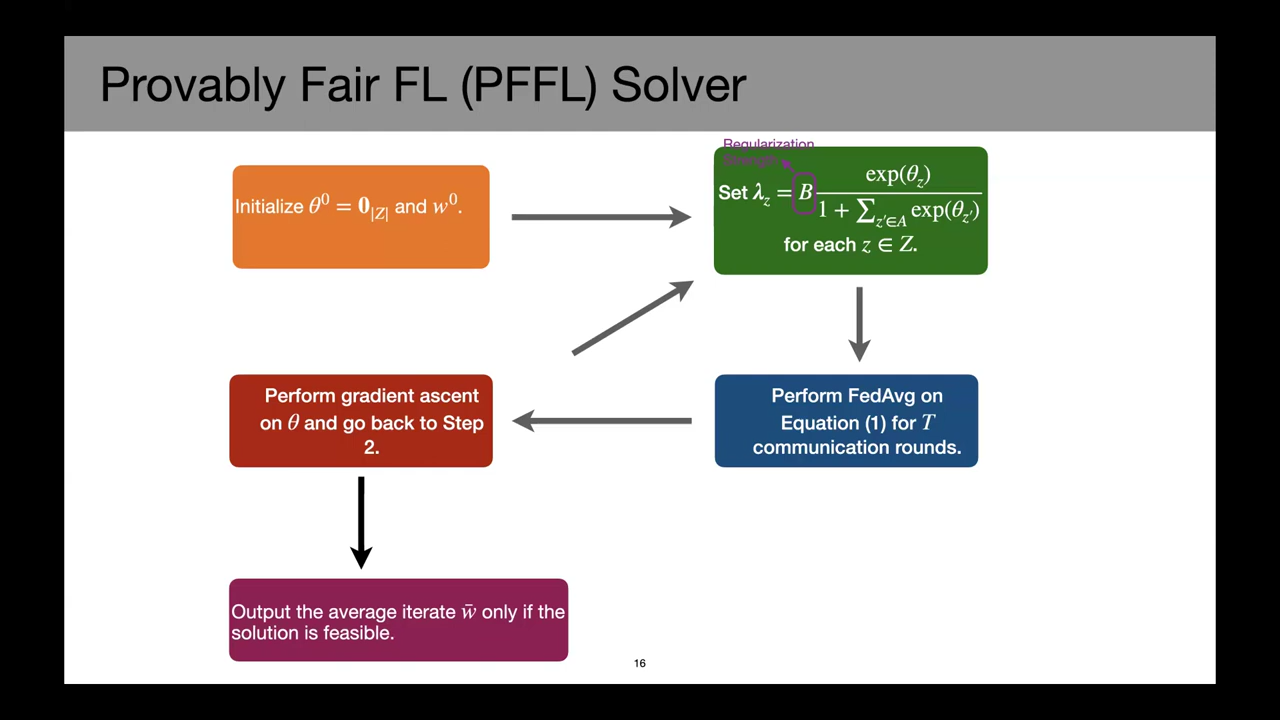 Provably Fair FL (PFFL) Solver
Initialize θ⁰ = 𝟎_|Z| and w⁰.
Regularization
Strength
Set λ_z = B exp(θ_z) / (1 + ∑_{z′∈A} exp(θ_{z′}))
for each z ∈ Z.
Perform gradient ascent
on θ and go back to Step
2.
Perform FedAvg on
Equation (1) for T
communication rounds.
Output the average iterate w̄ only if the
solution is feasible.
16